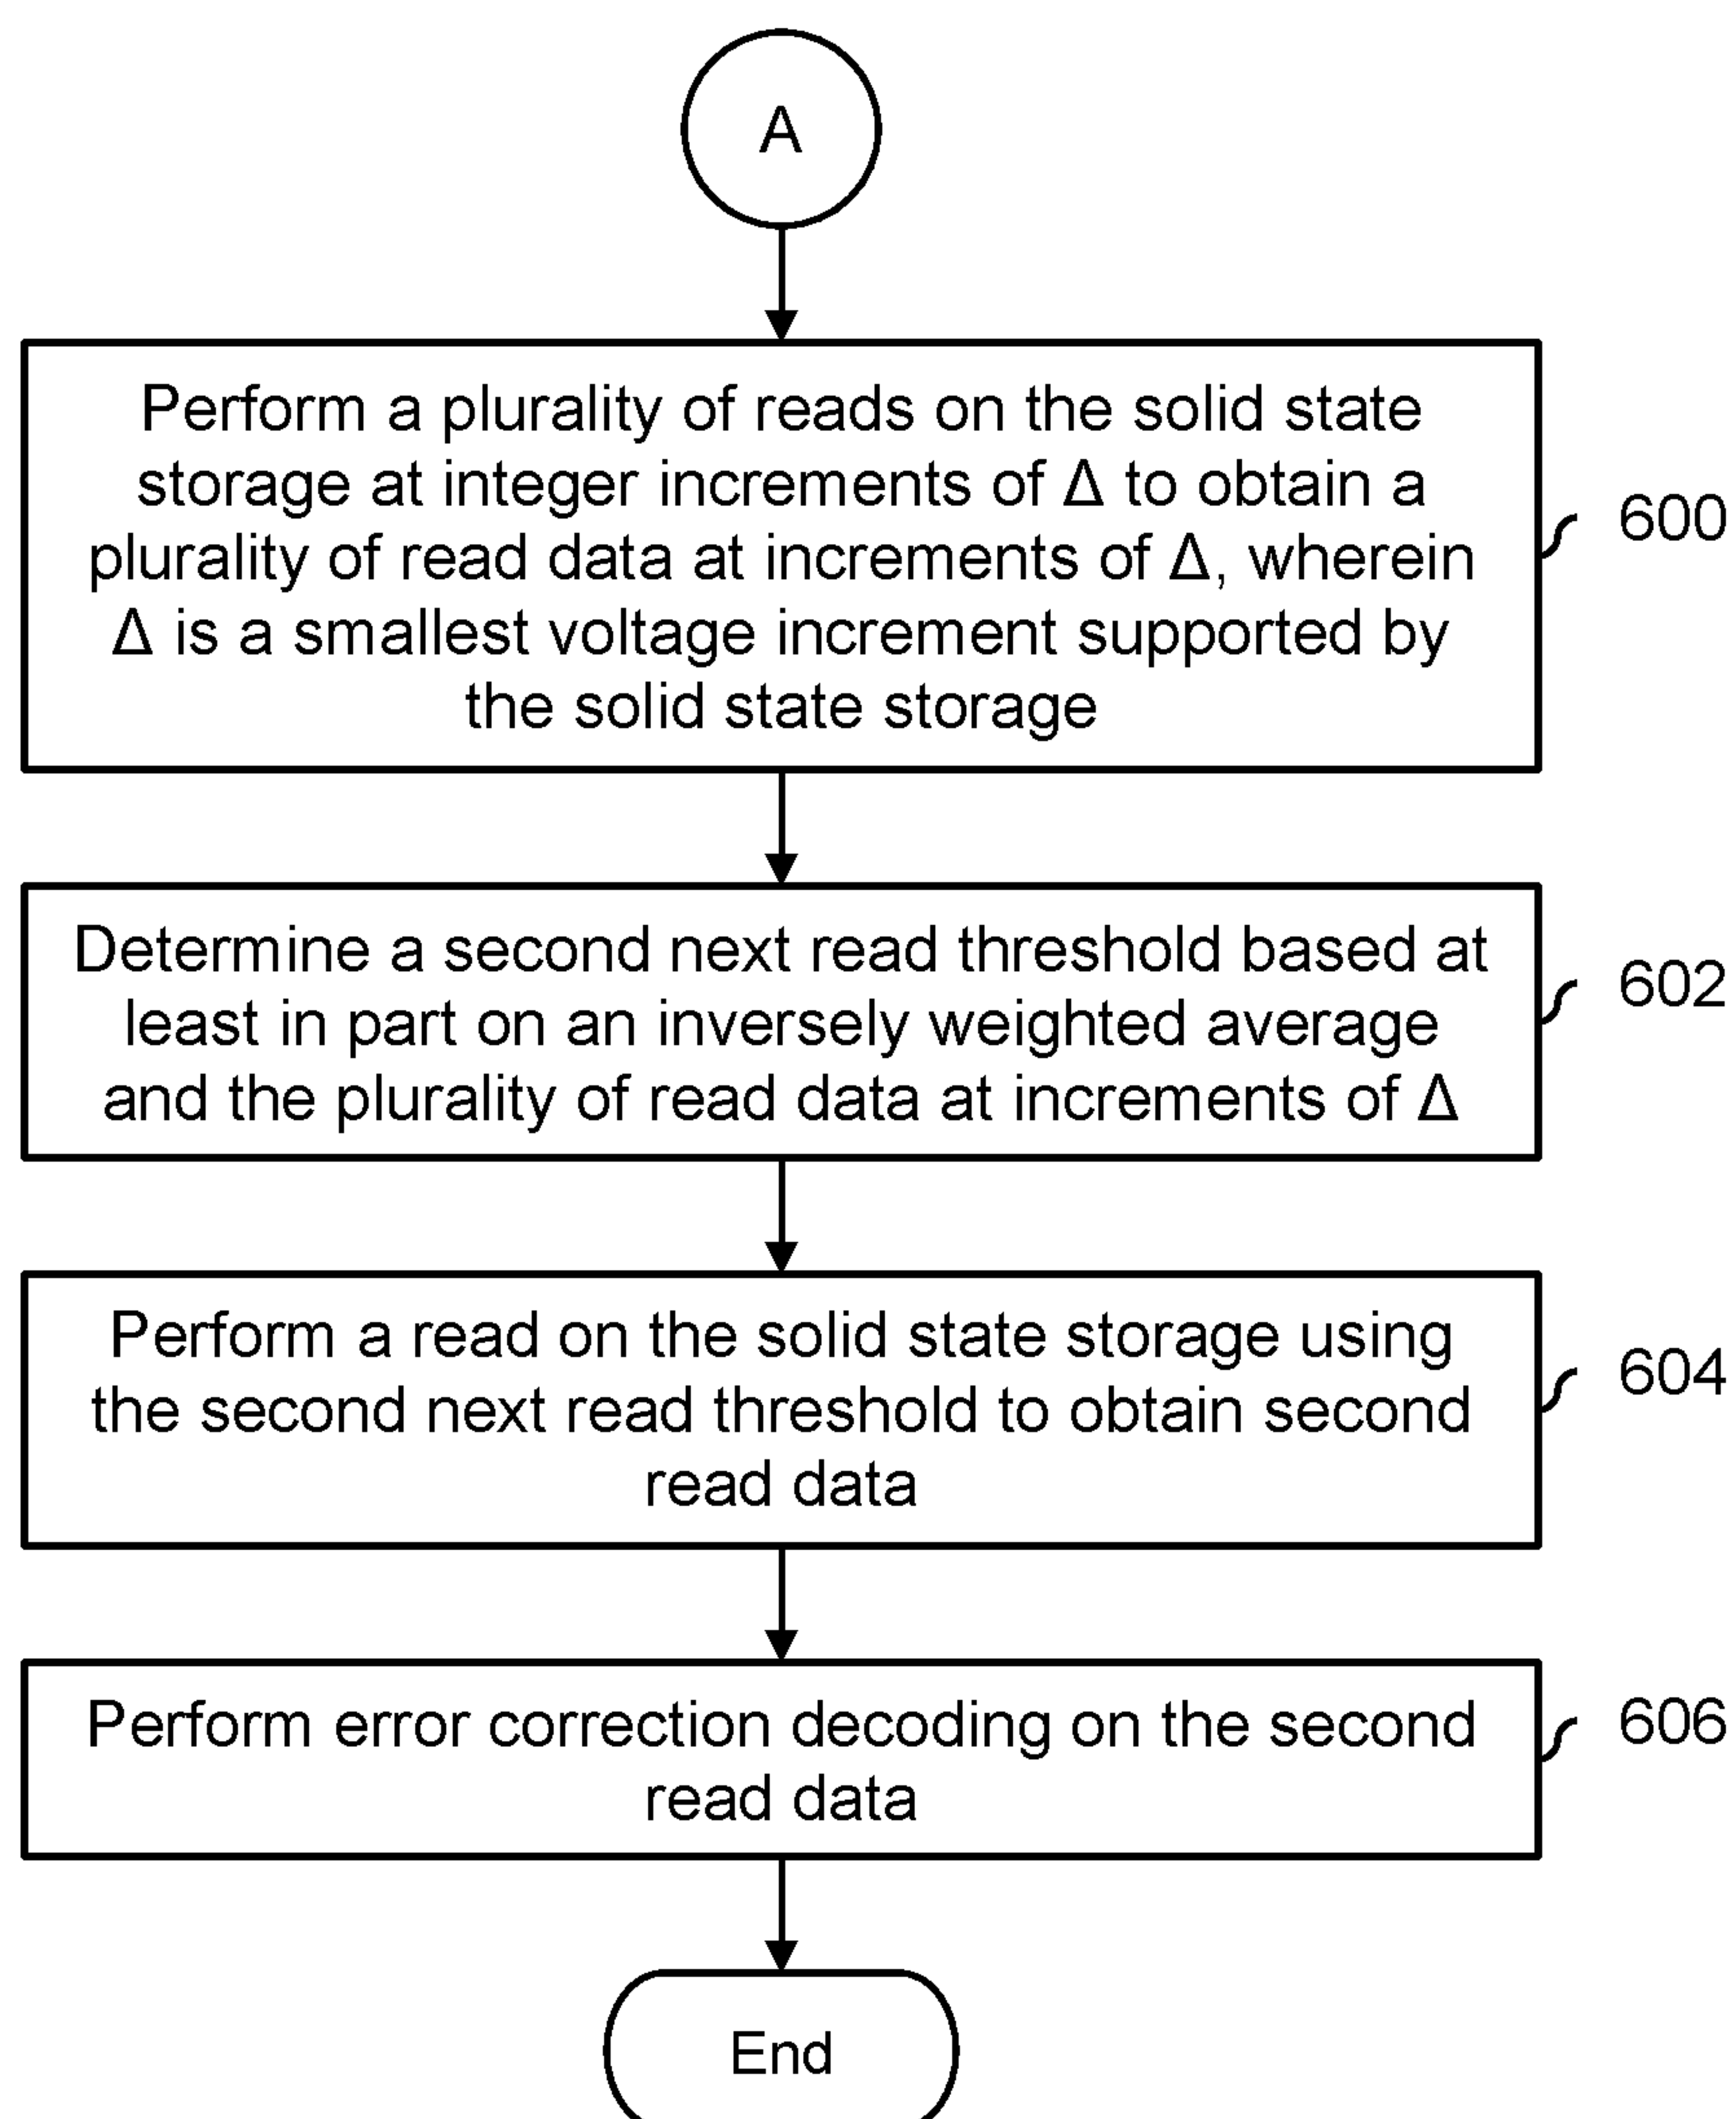 A
Perform a plurality of reads on the solid state
storage at integer increments of Δ to obtain a
plurality of read data at increments of Δ, wherein
Δ is a smallest voltage increment supported by
the solid state storage
600
Determine a second next read threshold based at
least in part on an inversely weighted average
and the plurality of read data at increments of Δ
602
Perform a read on the solid state storage using
the second next read threshold to obtain second
read data
604
Perform error correction decoding on the second
read data
606
End